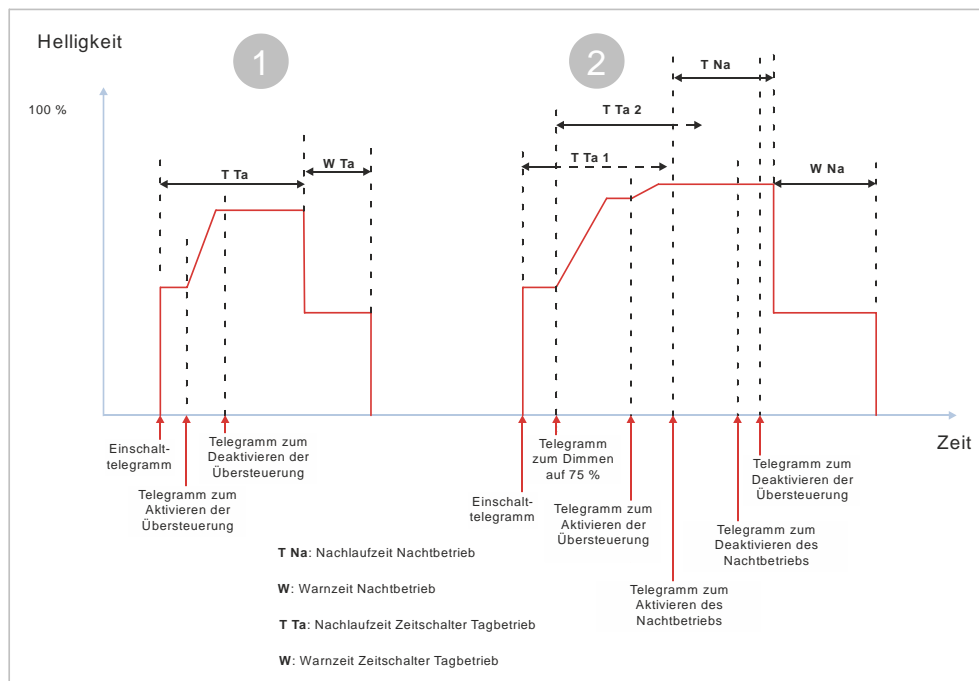 Helligkeit
1
2
100 %
T Na
T Ta 2
T Ta 1
W Ta
T Ta
W Na
Zeit
Einschalt-
telegramm
Telegramm zum
Aktivieren der
Übersteuerung
Telegramm zum
Deaktivieren der
Übersteuerung
Einschalt-
telegramm
Telegramm
zum Dimmen
auf 75 %
Telegramm zum
Aktivieren der
Übersteuerung
Telegramm zum
Aktivieren des
Nachtbetriebs
Telegramm zum
Deaktivieren des
Nachtbetriebs
Telegramm zum
Deaktivieren der
Übersteuerung
T Na: Nachlaufzeit Nachtbetrieb
W: Warnzeit Nachtbetrieb
T Ta: Nachlaufzeit Zeitschalter Tagbetrieb
W: Warnzeit Zeitschalter Tagbetrieb